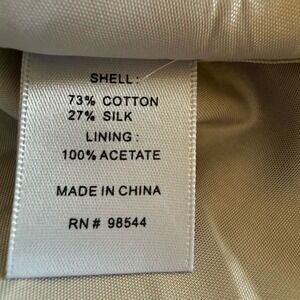 SHELL:
73% COTTON
27% SILK
LINING:
100% ACETATE
MADE IN CHINA
RN # 98544